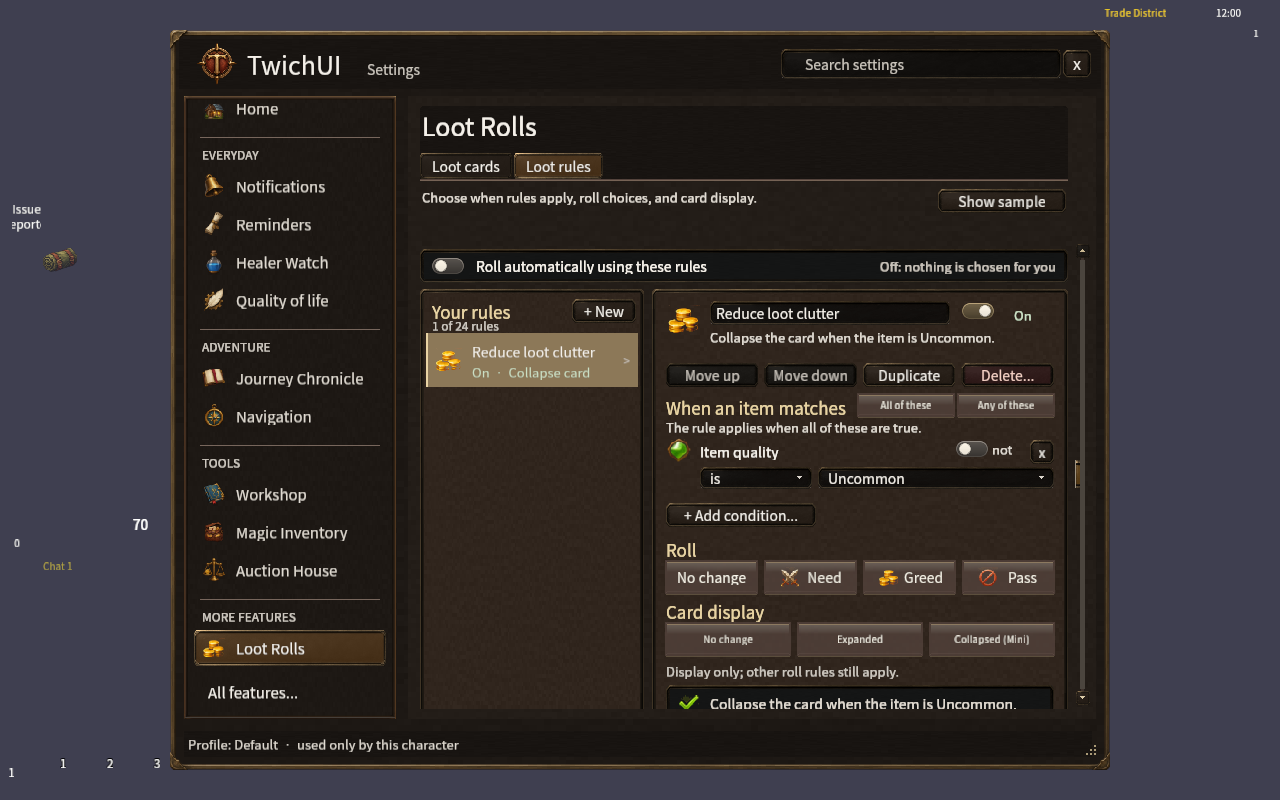 Trade District
12:00
1
TwichUI
Settings
Search settings
x
Home
EVERYDAY
Notifications
Reminders
Healer Watch
Quality of life
ADVENTURE
Journey Chronicle
Navigation
TOOLS
Workshop
Magic Inventory
Auction House
MORE FEATURES
Loot Rolls
All features...
Loot Rolls
Loot cards
Loot rules
Choose when rules apply, roll choices, and card display.
Show sample
Roll automatically using these rules
Off: nothing is chosen for you
Your rules
+ New
1 of 24 rules
Reduce loot clutter
On · Collapse card
>
Reduce loot clutter
On
Collapse the card when the item is Uncommon.
Move up
Move down
Duplicate
Delete...
When an item matches
All of these
Any of these
The rule applies when all of these are true.
Item quality
not
x
is
Uncommon
+ Add condition...
Roll
No change
Need
Greed
Pass
Card display
No change
Expanded
Collapsed (Mini)
Display only; other roll rules still apply.
Collapse the card when the item is Uncommon.
Profile: Default · used only by this character
Issue
eport
70
0
Chat 1
1
1
2
3